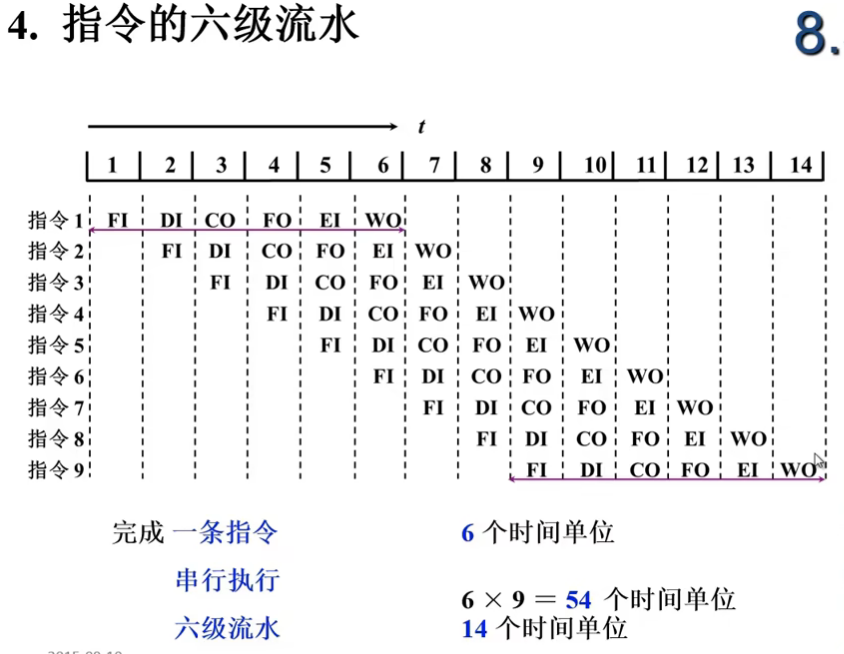 4. 指令的六级流水
8.
t
1 2 3 4 5 6 7 8 9 10 11 12 13 14
指令 1 FI DI CO FO EI WO
指令 2 FI DI CO FO EI WO
指令 3 FI DI CO FO EI WO
指令 4 FI DI CO FO EI WO
指令 5 FI DI CO FO EI WO
指令 6 FI DI CO FO EI WO
指令 7 FI DI CO FO EI WO
指令 8 FI DI CO FO EI WO
指令 9 FI DI CO FO EI WO
完成 一条指令 6 个时间单位
串行执行
6 × 9 = 54 个时间单位
六级流水 14 个时间单位